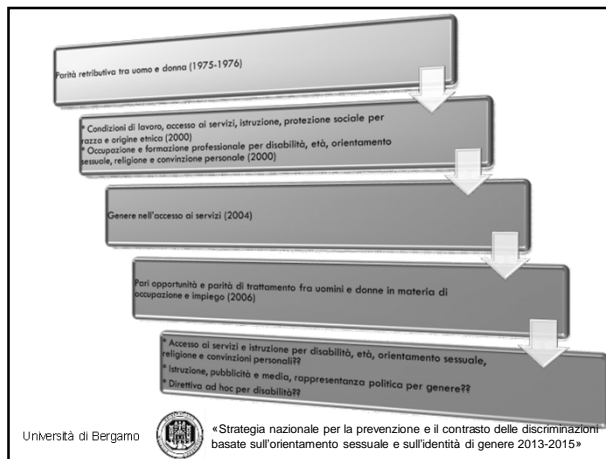 Parità retributiva tra uomo e donna (1975-1976)
* Condizioni di lavoro, accesso ai servizi, istruzione, protezione sociale per
razza e origine etnica (2000)
* Occupazione e formazione professionale per disabilità, età, orientamento
sessuale, religione e convinzione personale (2000)
Genere nell'accesso ai servizi (2004)
Pari opportunità e parità di trattamento fra uomini e donne in materia di
occupazione e impiego (2006)
* Accesso ai servizi e istruzione per disabilità, età, orientamento sessuale,
religione e convinzioni personali??
* Istruzione, pubblicità e media, rappresentanza politica per genere??
* Direttiva ad hoc per disabilità??
Università di Bergamo
«Strategia nazionale per la prevenzione e il contrasto delle discriminazioni
basate sull'orientamento sessuale e sull'identità di genere 2013-2015»